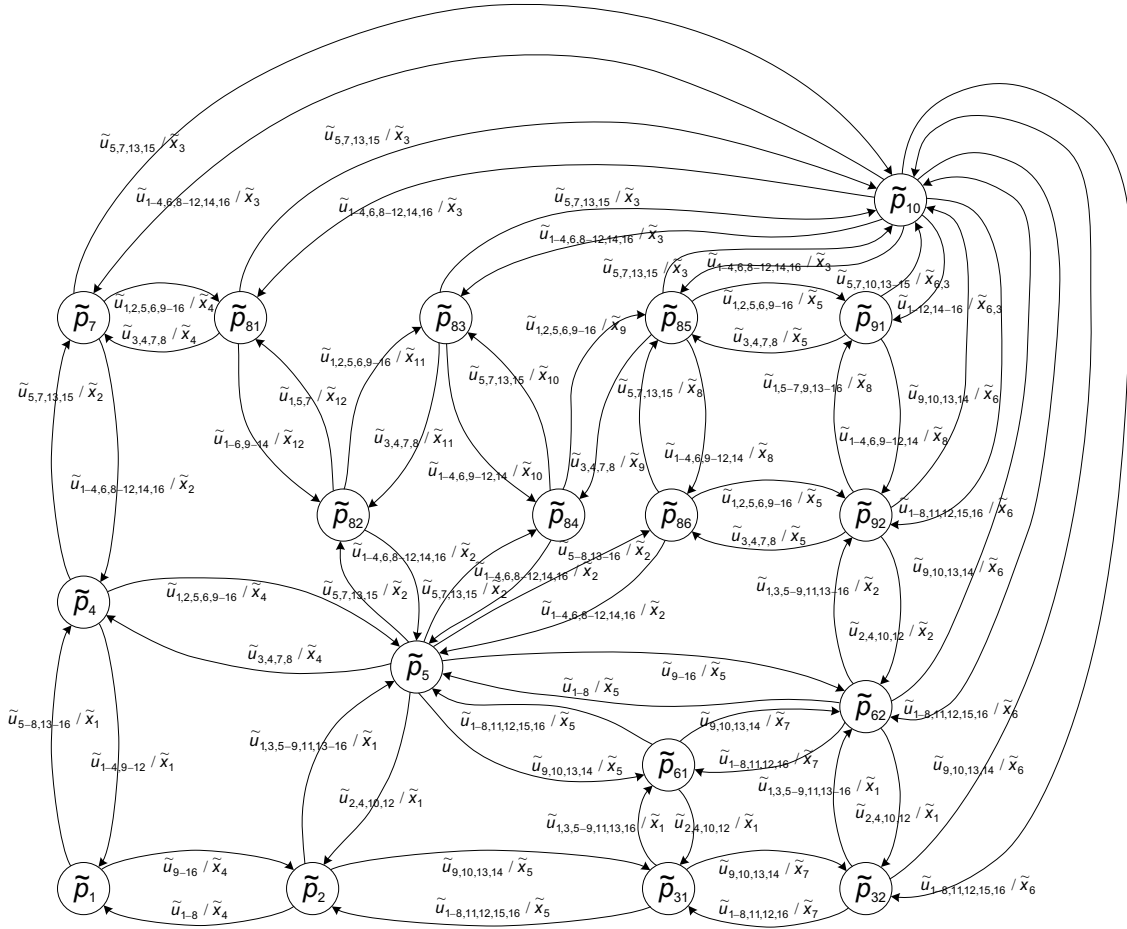 ũ5,7,13,15 / x̃3
ũ5,7,13,15 / x̃3
ũ1–4,6,8–12,14,16 / x̃3
ũ1–4,6,8–12,14,16 / x̃3
p̃10
ũ5,7,13,15 / x̃3
ũ1–4,6,8–12,14,16 / x̃3
ũ5,7,13,15 / x̃3
ũ1–4,6,8–12,14,16 / x̃3
ũ5,7,10,13–15 / x̃6,3
p̃7
ũ1,2,5,6,9–16 / x̃4
ũ3,4,7,8 / x̃4
p̃81
p̃83
ũ1,2,5,6,9–16 / x̃9
p̃85
ũ1,2,5,6,9–16 / x̃5
ũ3,4,7,8 / x̃5
p̃91
ũ1–12,14–16 / x̃6,3
ũ5,7,13,15 / x̃2
ũ1,5,7 / x̃12
ũ1,2,5,6,9–16 / x̃11
ũ5,7,13,15 / x̃10
ũ5,7,13,15 / x̃8
ũ1,5–7,9,13–16 / x̃8
ũ9,10,13,14 / x̃6
ũ1–6,9–14 / x̃12
ũ3,4,7,8 / x̃11
ũ1–4,6,9–12,14 / x̃10
ũ3,4,7,8 / x̃9
ũ1–4,6,9–12,14 / x̃8
ũ1–4,6,9–12,14 / x̃8
ũ1–4,6,8–12,14,16 / x̃2
p̃82
p̃84
p̃86
ũ1,2,5,6,9–16 / x̃5
ũ3,4,7,8 / x̃5
p̃92
ũ1–8,11,12,15,16 / x̃6
ũ1–4,6,8–12,14,16 / x̃2
ũ5–8,13–16 / x̃2
ũ9,10,13,14 / x̃6
ũ1–4,6,8–12,14,16 / x̃2
p̃4
ũ1,2,5,6,9–16 / x̃4
ũ5,7,13,15 / x̃2
ũ5,7,13,15 / x̃2
ũ1–4,6,8–12,14,16 / x̃2
ũ1,3,5–9,11,13–16 / x̃2
ũ2,4,10,12 / x̃2
ũ3,4,7,8 / x̃4
p̃5
ũ9–16 / x̃5
ũ1–8 / x̃5
p̃62
ũ1–8,11,12,15,16 / x̃6
ũ5–8,13–16 / x̃1
ũ1–4,9–12 / x̃1
ũ1,3,5–9,11,13–16 / x̃1
ũ1–8,11,12,15,16 / x̃5
ũ9,10,13,14 / x̃7
ũ9,10,13,14 / x̃5
p̃61
ũ1–8,11,12,16 / x̃7
ũ9,10,13,14 / x̃6
ũ2,4,10,12 / x̃1
ũ1,3,5–9,11,13–16 / x̃1
ũ1,3,5–9,11,13,16 / x̃1
ũ2,4,10,12 / x̃1
ũ2,4,10,12 / x̃1
p̃1
ũ9–16 / x̃4
ũ1–8 / x̃4
p̃2
ũ9,10,13,14 / x̃5
ũ1–8,11,12,15,16 / x̃5
p̃31
ũ9,10,13,14 / x̃7
ũ1–8,11,12,16 / x̃7
p̃32
ũ1–8,11,12,15,16 / x̃6